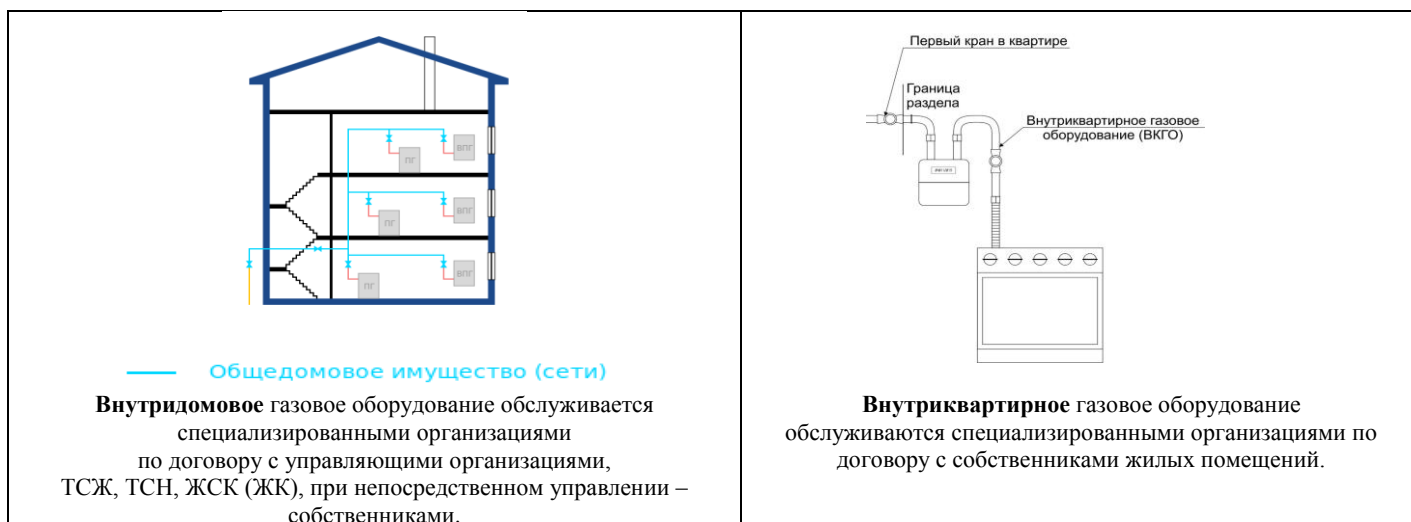 ПГ
ВПГ
ПГ
ВПГ
ПГ
ВПГ
Общедомовое имущество (сети)
Внутридомовое газовое оборудование обслуживается
специализированными организациями
по договору с управляющими организациями,
ТСЖ, ТСН, ЖСК (ЖК), при непосредственном управлении –
собственниками.
Первый кран в квартире
Граница
раздела
Внутриквартирное газовое
оборудование (ВКГО)
Внутриквартирное газовое оборудование
обслуживаются специализированными организациями по
договору с собственниками жилых помещений.